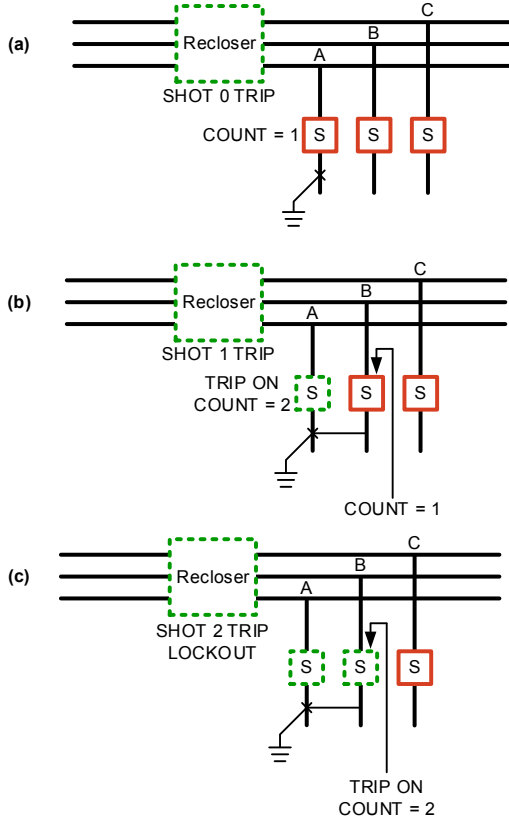 (a)
Recloser
A
B
C
SHOT 0 TRIP
COUNT = 1
S
S
S
(b)
Recloser
A
B
C
SHOT 1 TRIP
TRIP ON
COUNT = 2
S
S
S
COUNT = 1
(c)
Recloser
A
B
C
SHOT 2 TRIP
LOCKOUT
S
S
S
TRIP ON
COUNT = 2